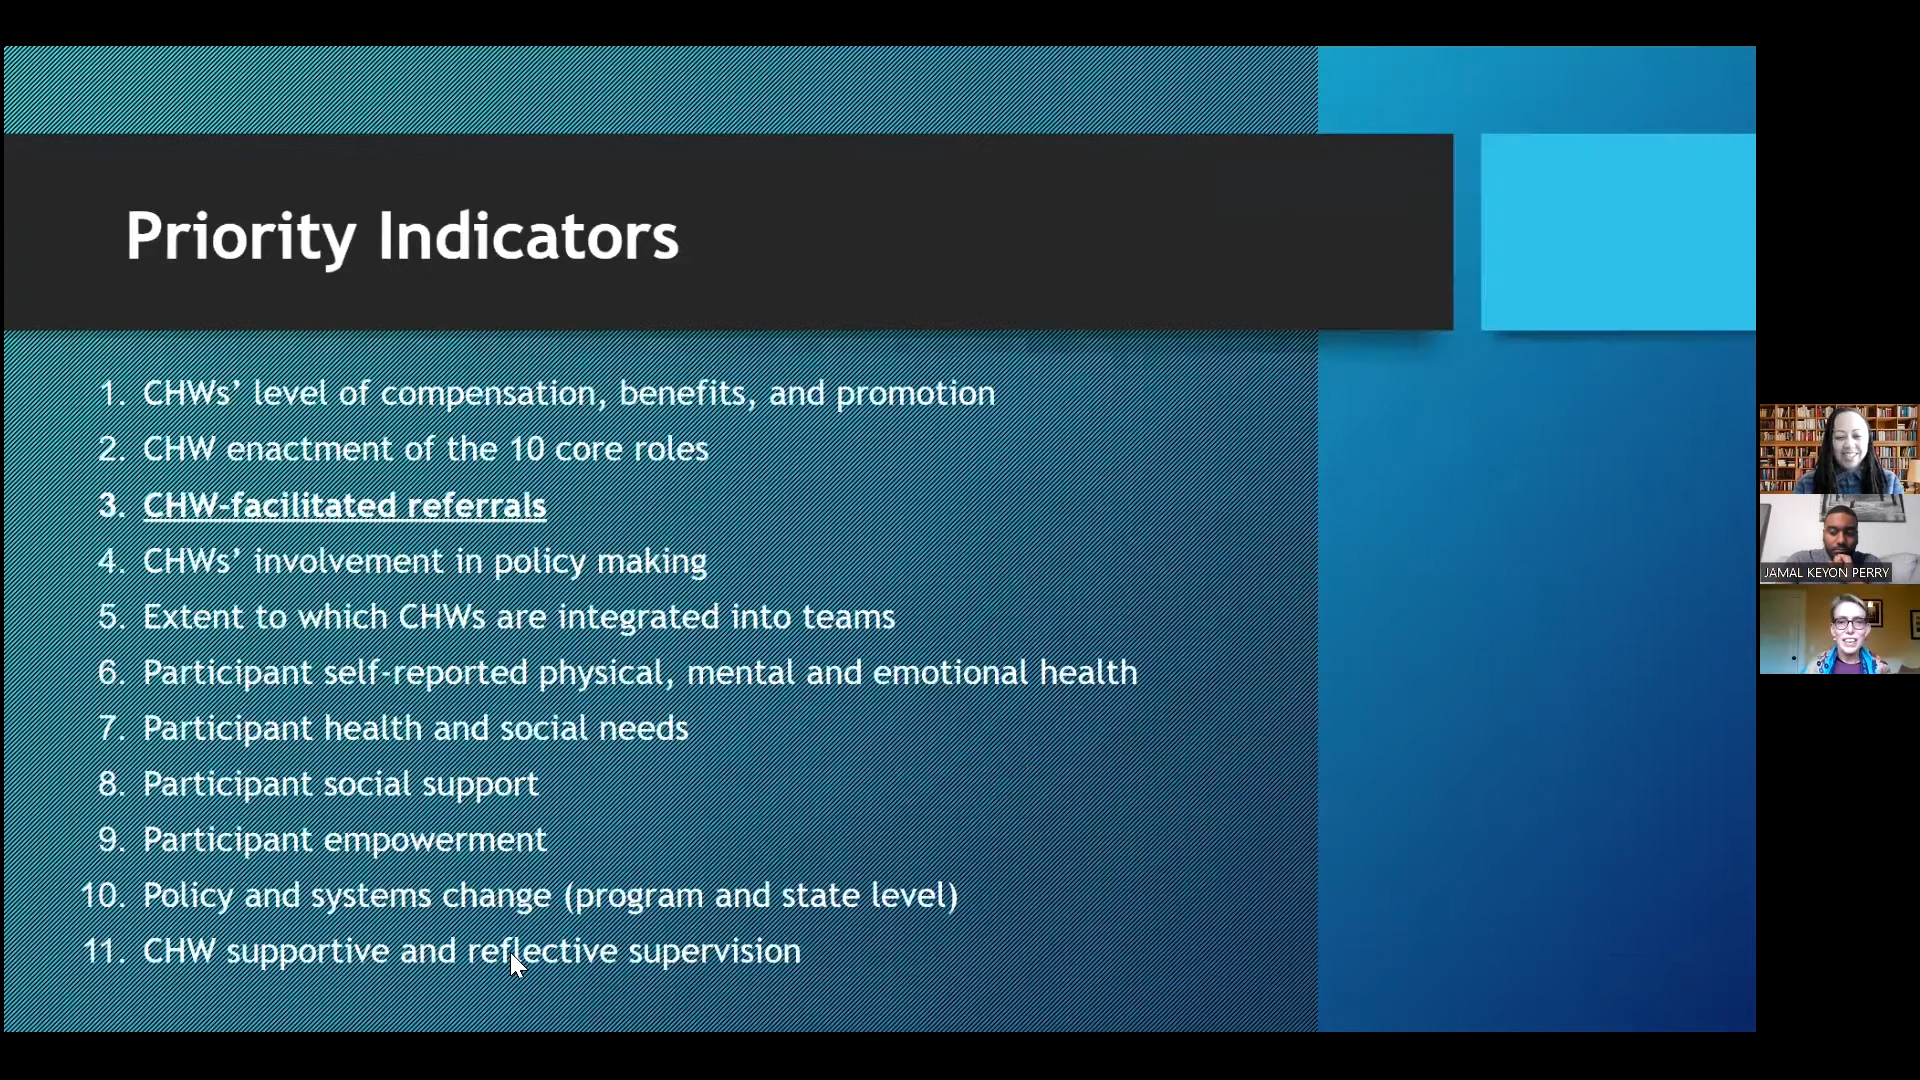 Priority Indicators
1. CHWs’ level of compensation, benefits, and promotion
2. CHW enactment of the 10 core roles
3. CHW-facilitated referrals
4. CHWs’ involvement in policy making
5. Extent to which CHWs are integrated into teams
6. Participant self-reported physical, mental and emotional health
7. Participant health and social needs
8. Participant social support
9. Participant empowerment
10. Policy and systems change (program and state level)
11. CHW supportive and reflective supervision
JAMAL KEYON PERRY